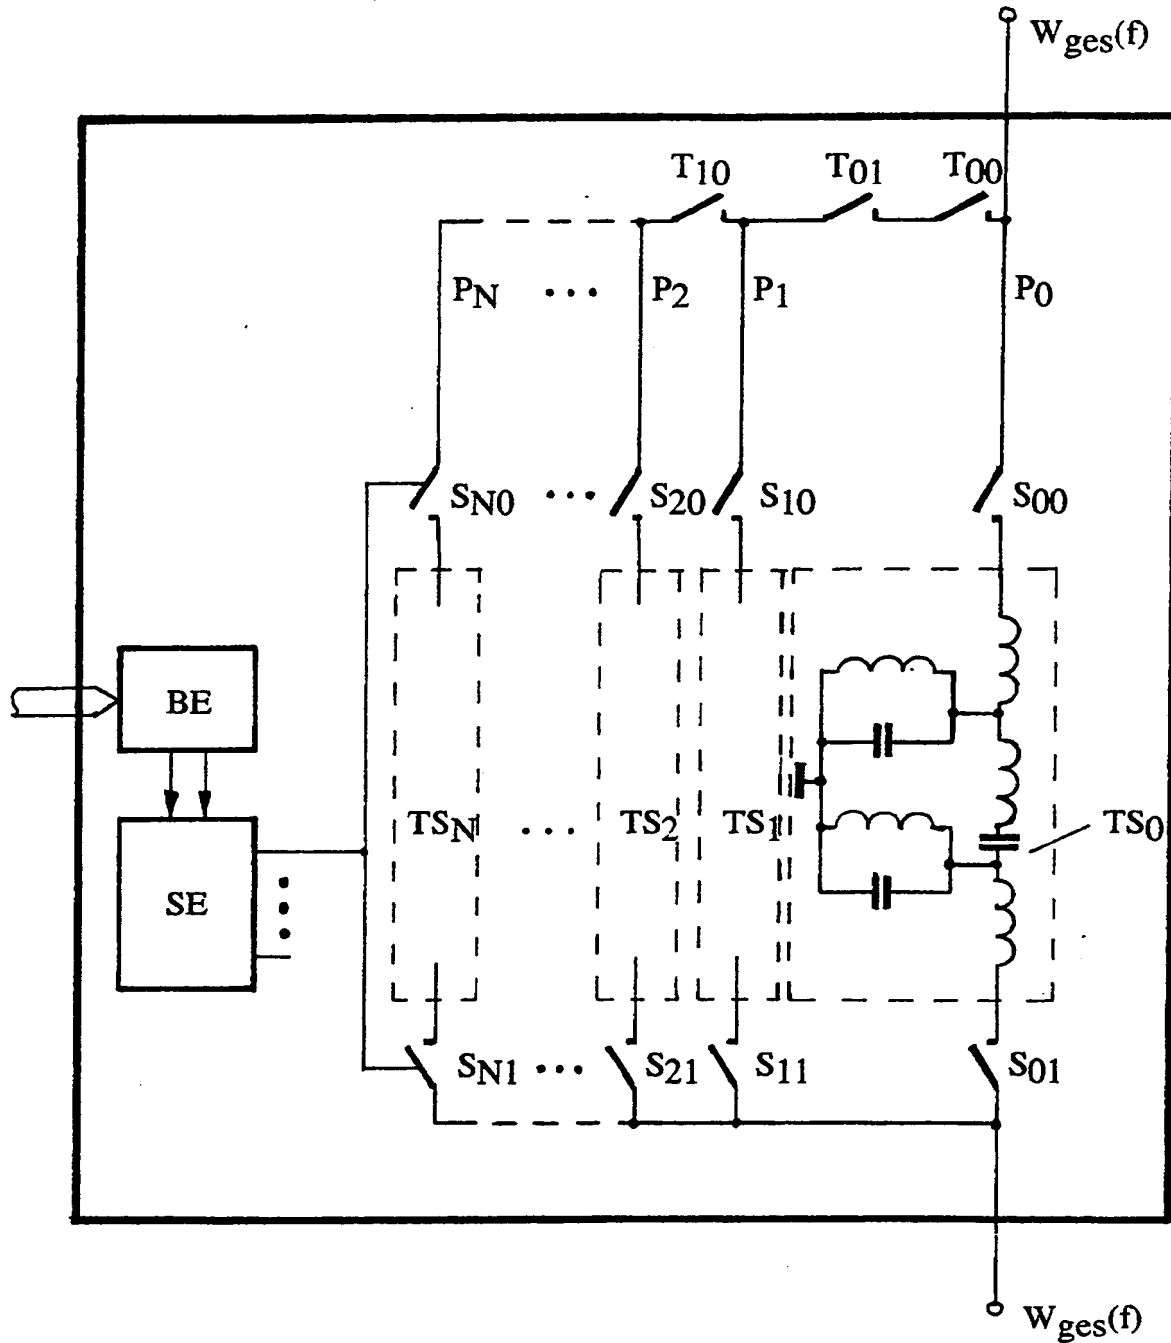 Wges(f)
T10 T01 T00
PN ... P2 P1 P0
SN0 ... S20 S10 S00
BE
TSN ... TS2 TS1 TS0
SE
SN1 ... S21 S11 S01
Wges(f)